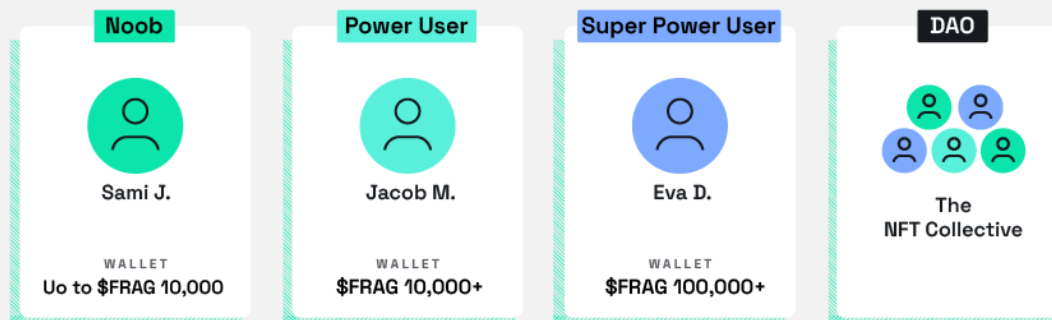 Noob
Sami J.
WALLET
Uo to $FRAG 10,000
Power User
Jacob M.
WALLET
$FRAG 10,000+
Super Power User
Eva D.
WALLET
$FRAG 100,000+
DAO
The
NFT Collective